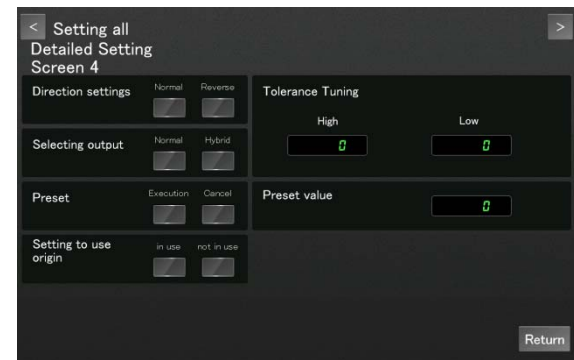 < Setting all >
Detailed Setting
Screen 4
Direction settings Normal Reverse
Tolerance Tuning
High Low
0 0
Selecting output Normal Hybrid
Preset Execution Cancel
Preset value 0
Setting to use
origin in use not in use
Return